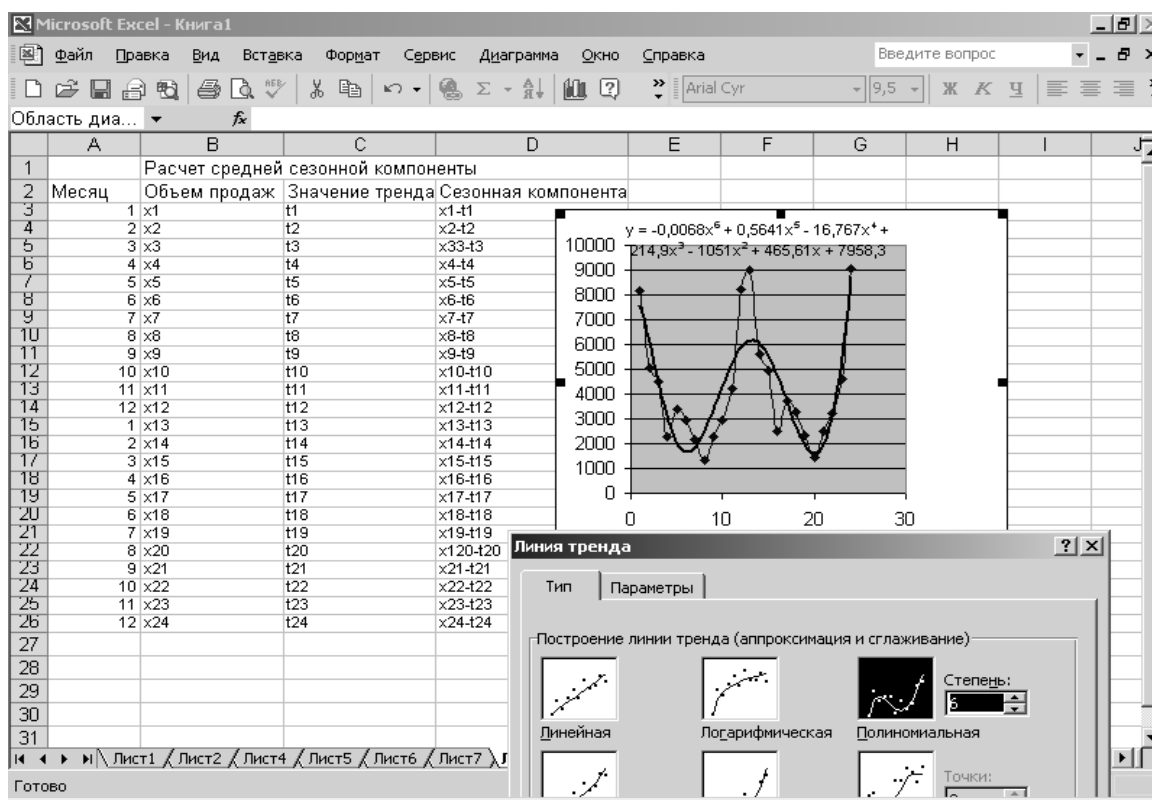 Microsoft Excel - Книга1
Файл Правка Вид Вставка Формат Сервис Диаграмма Окно Справка Введите вопрос
Arial Cyr 9,5 Ж К Ч
Область диа... fx
A B C D E F G H I J
1 Расчет средней сезонной компоненты
2 Месяц Объем продаж Значение тренда Сезонная компонента
3 1 x1 t1 x1-t1
4 2 x2 t2 x2-t2
5 3 x3 t3 x33-t3
6 4 x4 t4 x4-t4
7 5 x5 t5 x5-t5
8 6 x6 t6 x6-t6
9 7 x7 t7 x7-t7
10 8 x8 t8 x8-t8
11 9 x9 t9 x9-t9
12 10 x10 t10 x10-t10
13 11 x11 t11 x11-t11
14 12 x12 t12 x12-t12
15 1 x13 t13 x13-t13
16 2 x14 t14 x14-t14
17 3 x15 t15 x15-t15
18 4 x16 t16 x16-t16
19 5 x17 t17 x17-t17
20 6 x18 t18 x18-t18
21 7 x19 t19 x19-t19
22 8 x20 t20 x120-t20
23 9 x21 t21 x21-t21
24 10 x22 t22 x22-t22
25 11 x23 t23 x23-t23
26 12 x24 t24 x24-t24
27
28
29
30
31
y = -0,0068x⁶ + 0,5641x⁵ - 16,767x⁴ +
214,9x³ - 1051x² + 465,61x + 7958,3
10000
9000
8000
7000
6000
5000
4000
3000
2000
1000
0
0 10 20 30
Линия тренда
Тип Параметры
Построение линии тренда (аппроксимация и сглаживание)
Степень:
6
Линейная Логарифмическая Полиномиальная
Точки:
Лист1 Лист2 Лист4 Лист5 Лист6 Лист7
Готово